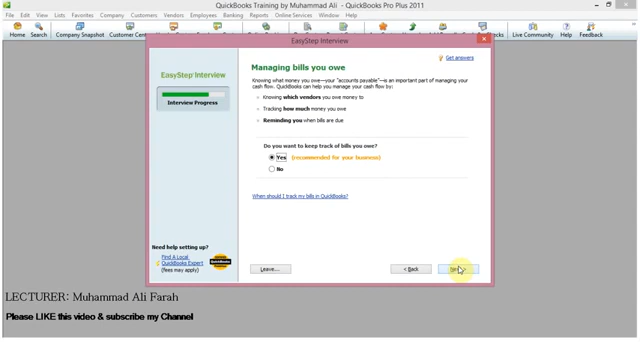 QuickBooks Training by Muhammad Ali - QuickBooks Pro Plus 2011
File Edit View Lists Favorites Company Customers Vendors Employees Banking Reports Online Services Window Help
Home Search Company Snapshot Customer Center Live Community Help Feedback
EasyStep Interview
Get answers
EasyStep Interview
Interview Progress
Managing bills you owe
Knowing what money you owe—your "accounts payable"—is an important part of managing your
cash flow. QuickBooks can help you manage your cash flow by:
Knowing which vendors you owe money to
Tracking how much money you owe
Reminding you when bills are due
Do you want to keep track of bills you owe?
Yes (recommended for your business)
No
When should I track my bills in QuickBooks?
Need help setting up?
Find A Local
QuickBooks Expert
(fees may apply)
QuickBooks
Leave...
< Back
LECTURER: Muhammad Ali Farah
Please LIKE this video & subscribe my Channel